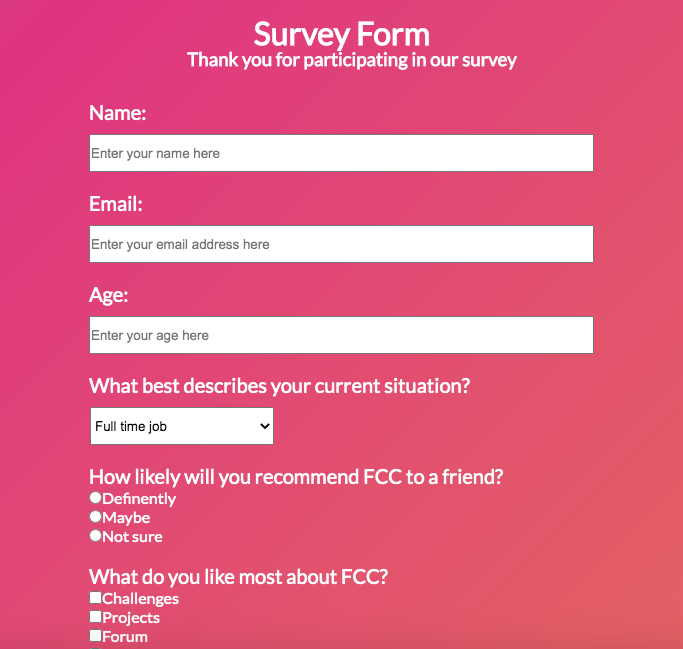 Survey Form
Thank you for participating in our survey
Name:
Enter your name here
Email:
Enter your email address here
Age:
Enter your age here
What best describes your current situation?
Full time job
How likely will you recommend FCC to a friend?
Definently
Maybe
Not sure
What do you like most about FCC?
Challenges
Projects
Forum